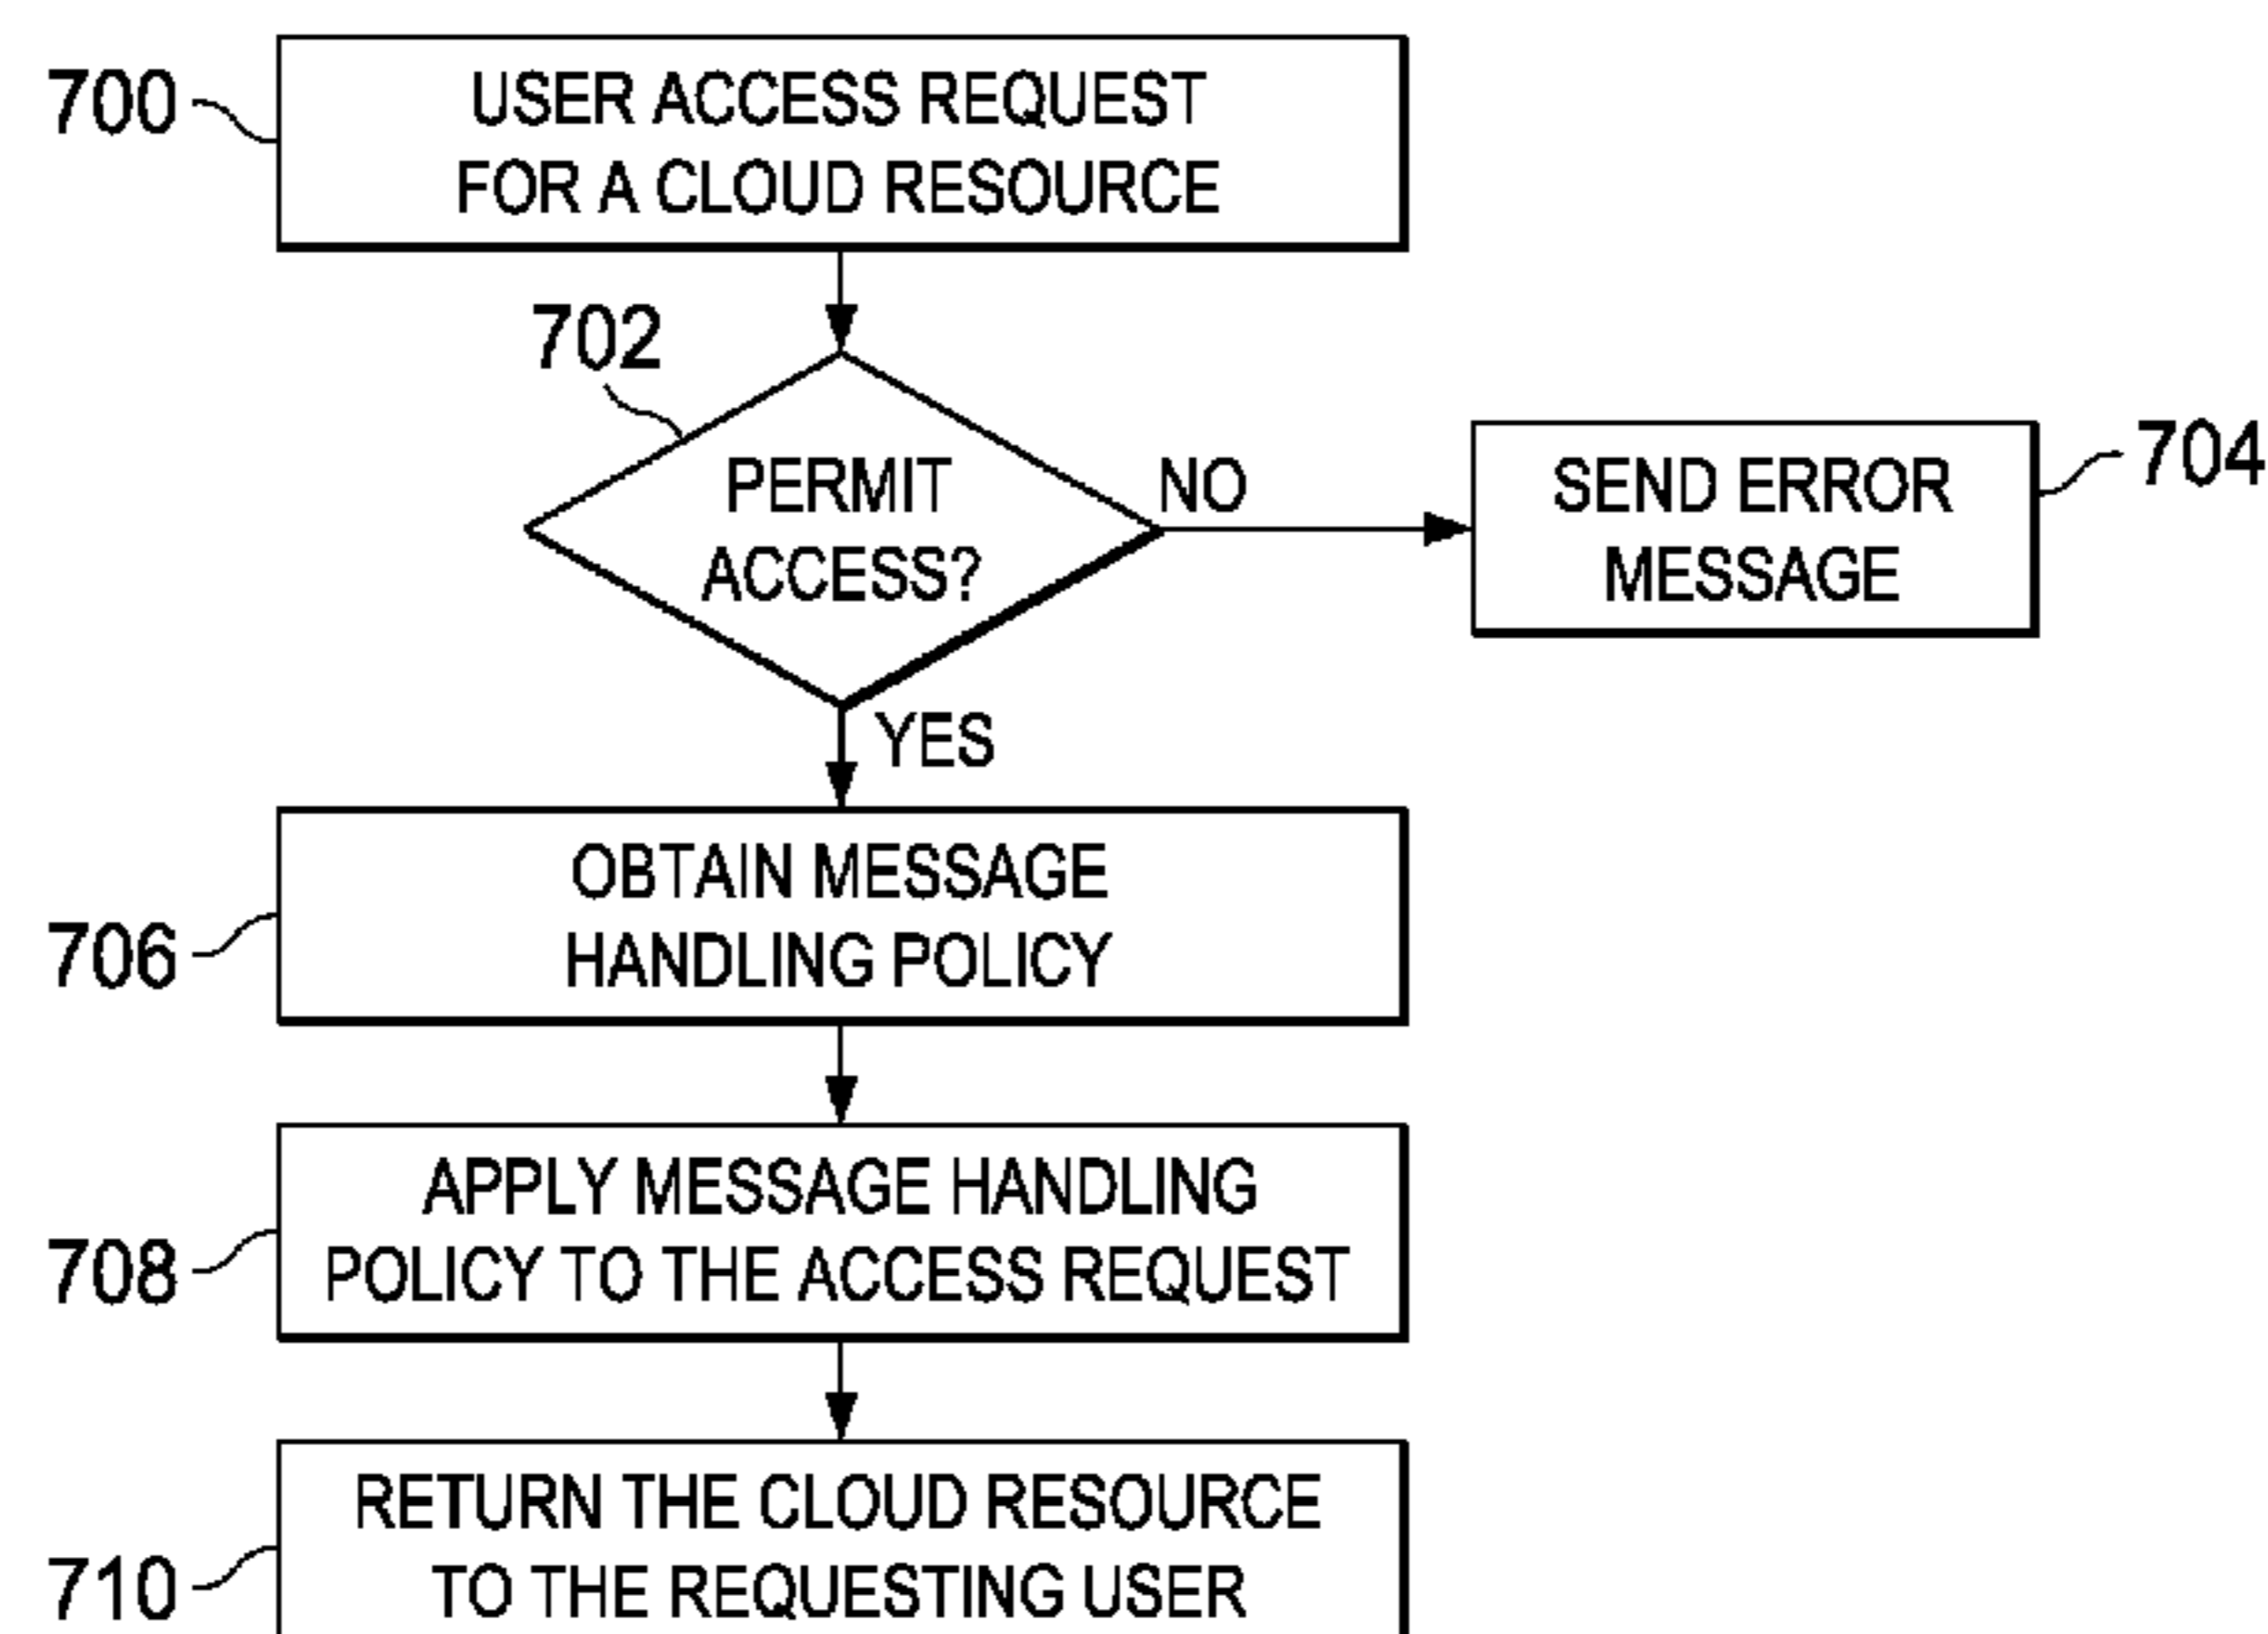 700
USER ACCESS REQUEST
FOR A CLOUD RESOURCE
702
PERMIT
ACCESS?
NO
SEND ERROR
MESSAGE
704
YES
706
OBTAIN MESSAGE
HANDLING POLICY
708
APPLY MESSAGE HANDLING
POLICY TO THE ACCESS REQUEST
710
RETURN THE CLOUD RESOURCE
TO THE REQUESTING USER